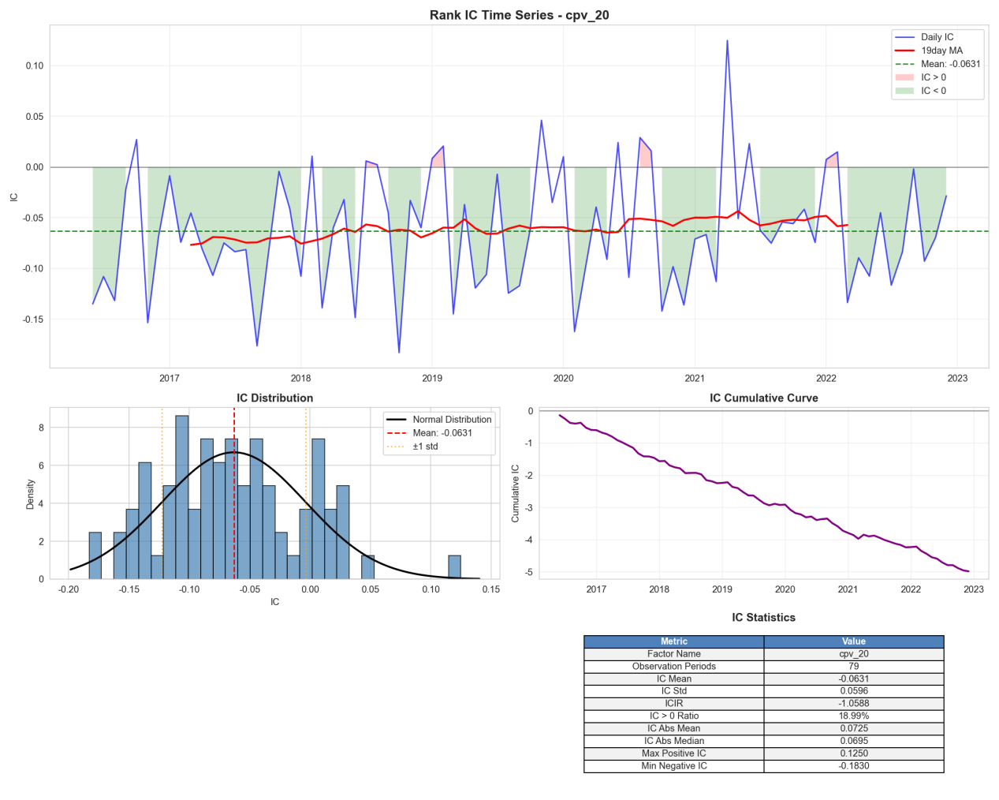 Rank IC Time Series - cpv_20
0.10
0.05
0.00
-0.05
-0.10
-0.15
IC
Daily IC
19day MA
Mean: -0.0631
IC > 0
IC < 0
2017 2018 2019 2020 2021 2022 2023
IC Distribution
8
6
4
2
0
Density
Normal Distribution
Mean: -0.0631
±1 std
-0.20 -0.15 -0.10 -0.05 0.00 0.05 0.10 0.15
IC
IC Cumulative Curve
0
-1
-2
-3
-4
-5
Cumulative IC
2017 2018 2019 2020 2021 2022 2023
IC Statistics
Metric Value
Factor Name cpv_20
Observation Periods 79
IC Mean -0.0631
IC Std 0.0596
ICIR -1.0588
IC > 0 Ratio 18.99%
IC Abs Mean 0.0725
IC Abs Median 0.0695
Max Positive IC 0.1250
Min Negative IC -0.1830